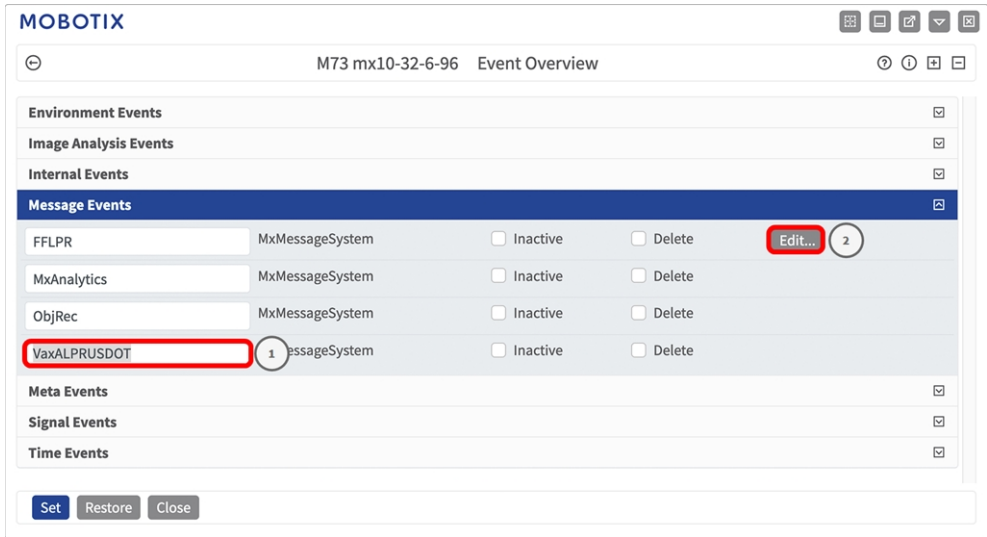 MOBOTIX
M73 mx10-32-6-96 Event Overview
Environment Events
Image Analysis Events
Internal Events
Message Events
FFLPR MxMessageSystem Inactive Delete Edit... 2
MxAnalytics MxMessageSystem Inactive Delete
ObjRec MxMessageSystem Inactive Delete
VaxALPRUSDOT 1 essageSystem Inactive Delete
Meta Events
Signal Events
Time Events
Set Restore Close